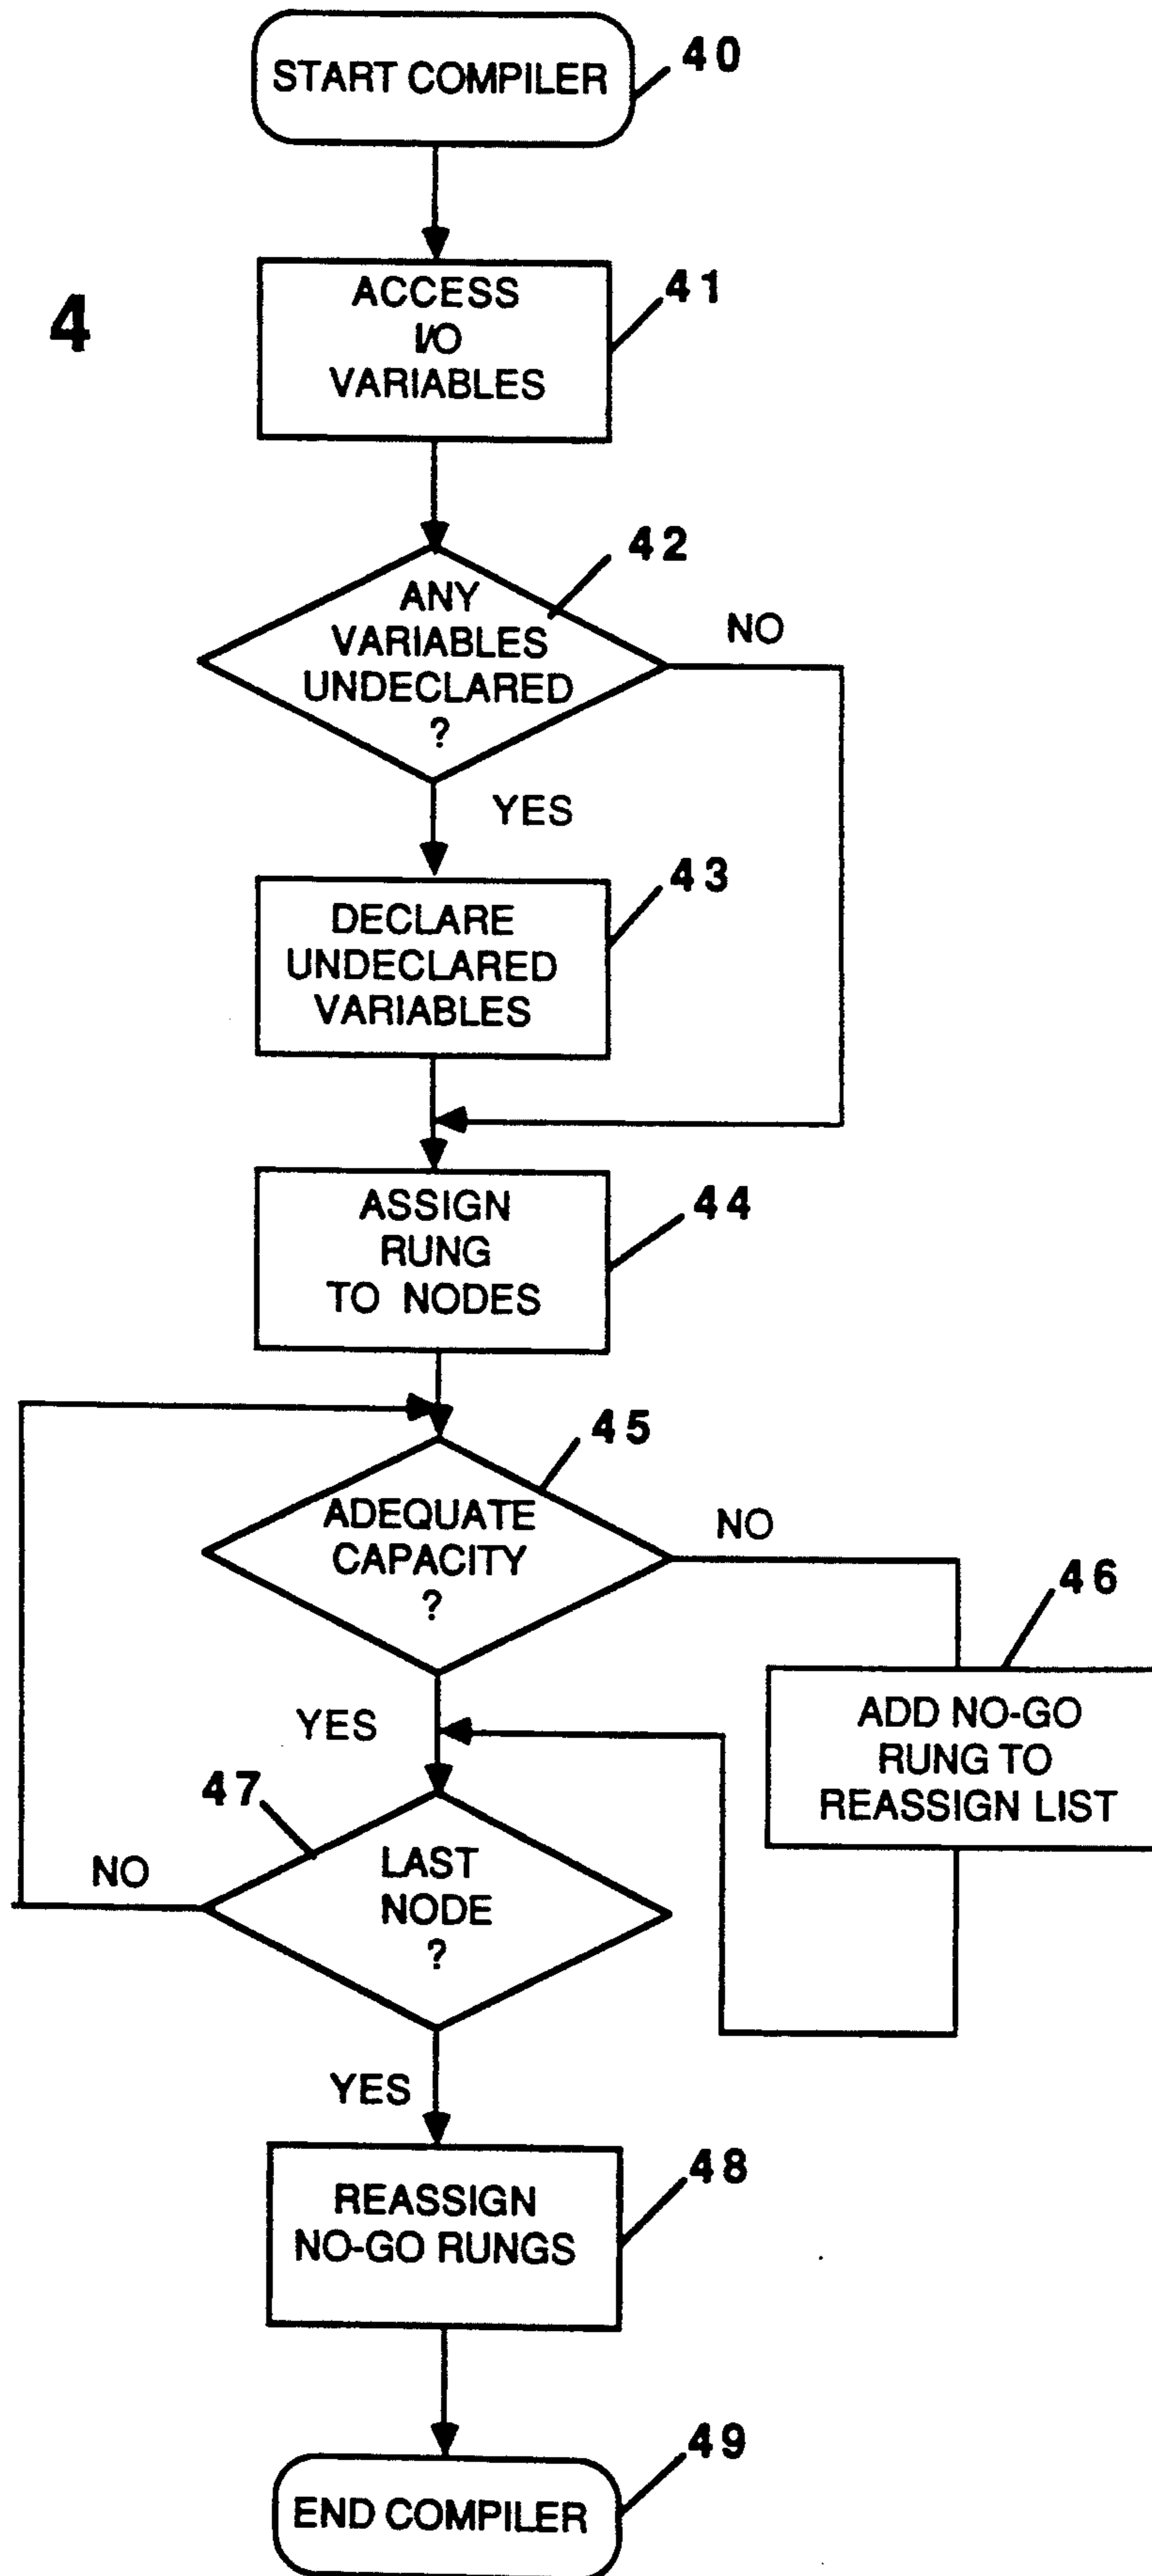 START COMPILER
40
4
ACCESS
I/O
VARIABLES
41
42
ANY
VARIABLES
UNDECLARED
?
NO
YES
43
DECLARE
UNDECLARED
VARIABLES
44
ASSIGN
RUNG
TO NODES
45
ADEQUATE
CAPACITY
?
NO
46
ADD NO-GO
RUNG TO
REASSIGN LIST
YES
47
LAST
NODE
?
NO
YES
48
REASSIGN
NO-GO RUNGS
49
END COMPILER